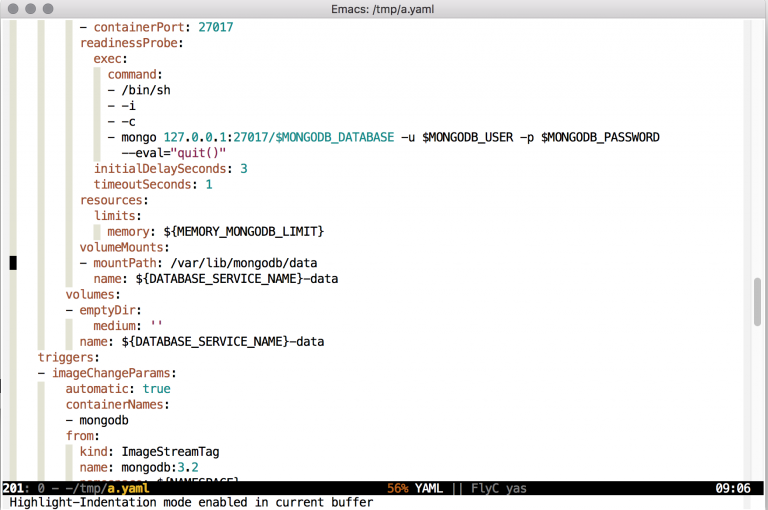 Emacs: /tmp/a.yaml
- containerPort: 27017
readinessProbe:
exec:
command:
- /bin/sh
- -i
- -c
- mongo 127.0.0.1:27017/$MONGODB_DATABASE -u $MONGODB_USER -p $MONGODB_PASSWORD
--eval="quit()"
initialDelaySeconds: 3
timeoutSeconds: 1
resources:
limits:
memory: ${MEMORY_MONGODB_LIMIT}
volumeMounts:
- mountPath: /var/lib/mongodb/data
name: ${DATABASE_SERVICE_NAME}-data
volumes:
- emptyDir:
medium: ''
name: ${DATABASE_SERVICE_NAME}-data
triggers:
- imageChangeParams:
automatic: true
containerNames:
- mongodb
from:
kind: ImageStreamTag
name: mongodb:3.2
namespace: ${NAMESPACE}
201: 0 - ~/tmp/a.yaml 56% YAML || FlyC yas 09:06
Highlight-Indentation mode enabled in current buffer